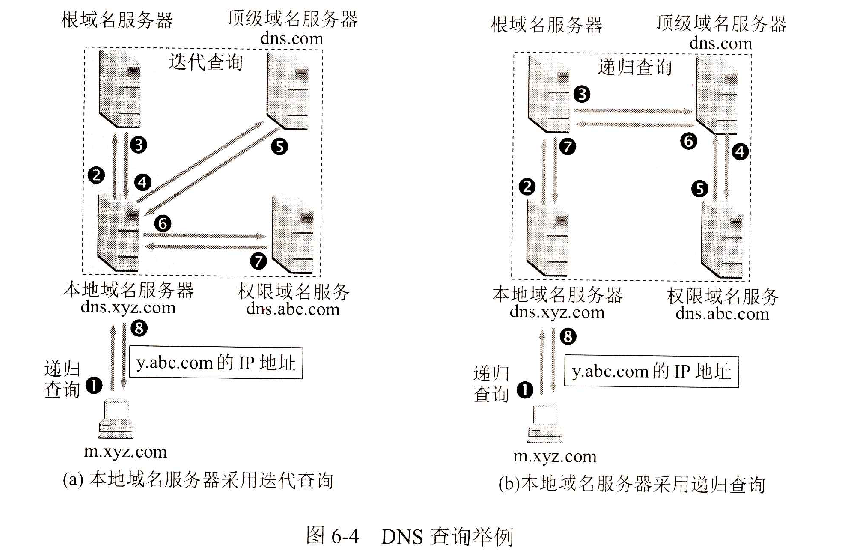 根域名服务器
顶级域名服务器
dns.com
迭代查询
❸
❷
❹
❺
❻
❼
本地域名服务器
dns.xyz.com
权限域名服务
dns.abc.com
❽
y.abc.com的 IP 地址
递归
查询
❶
m.xyz.com
(a) 本地域名服务器采用迭代查询
根域名服务器
顶级域名服务器
dns.com
递归查询
❸
❻
❼
❹
❷
❺
本地域名服务器
dns.xyz.com
权限域名服务
dns.abc.com
❽
y.abc.com的 IP 地址
递归
查询
❶
m.xyz.com
(b)本地域名服务器采用递归查询
图 6-4 DNS 查询举例